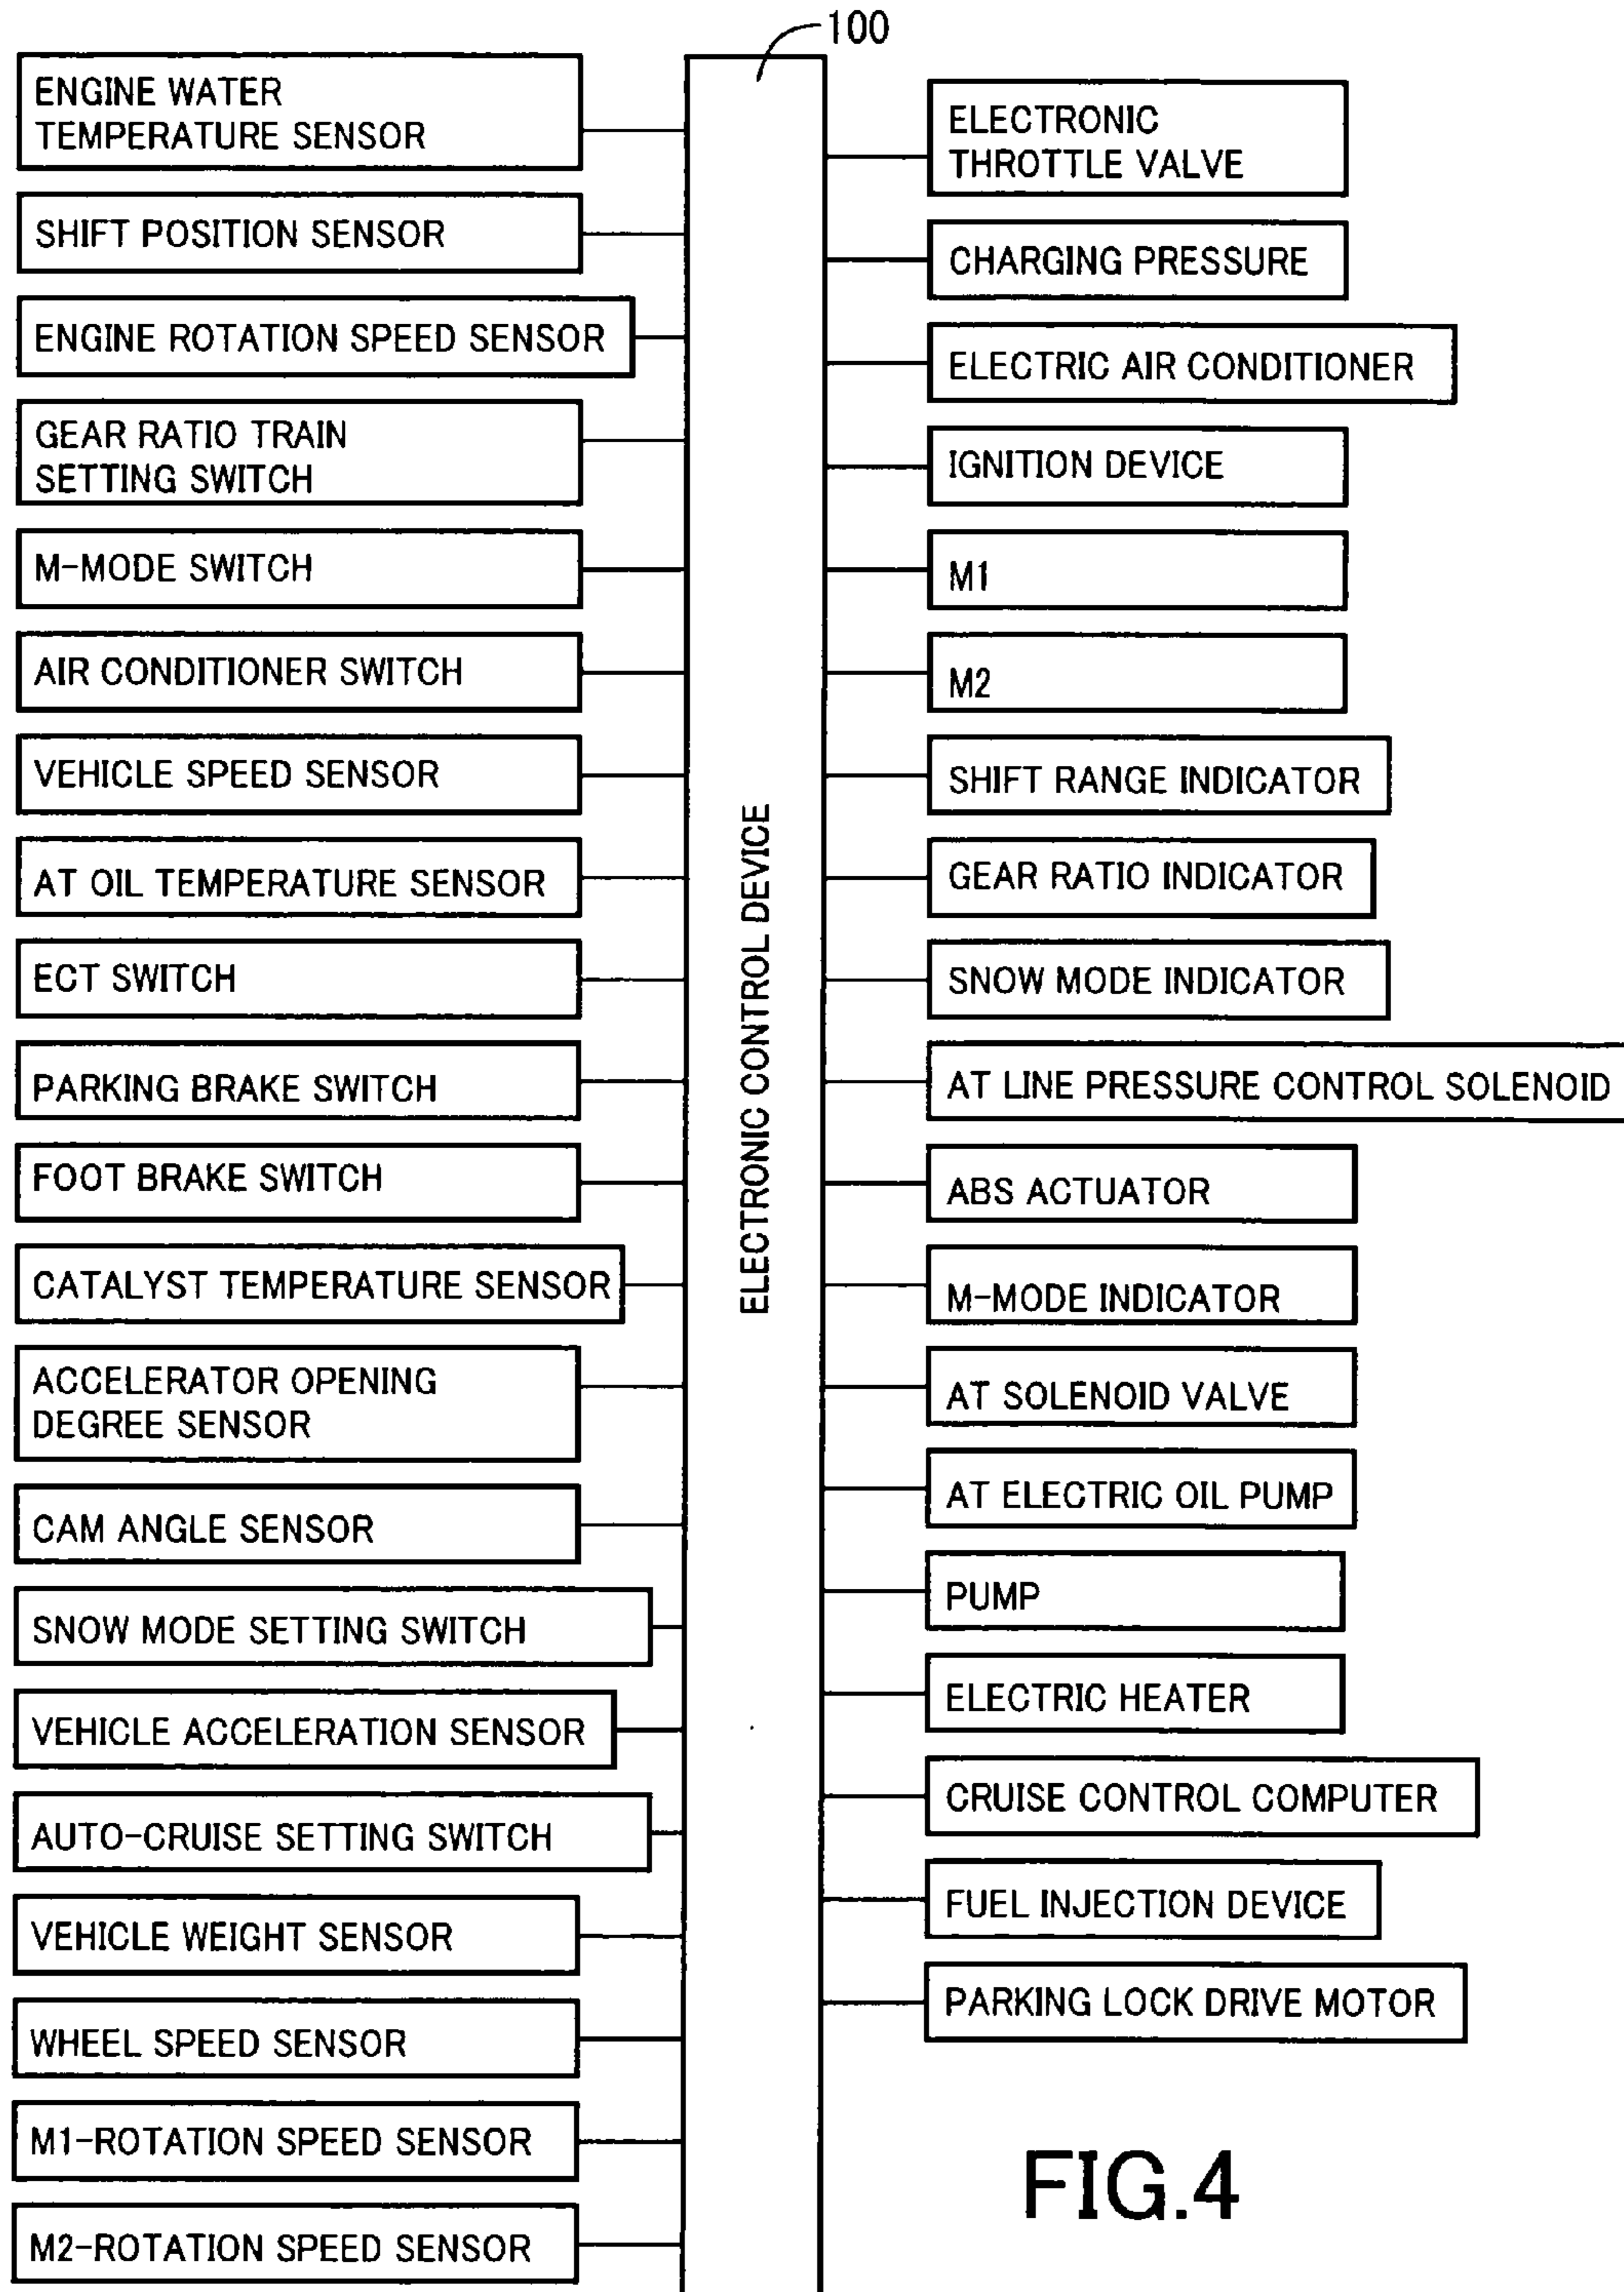 100
ENGINE WATER
TEMPERATURE SENSOR
SHIFT POSITION SENSOR
ENGINE ROTATION SPEED SENSOR
GEAR RATIO TRAIN
SETTING SWITCH
M-MODE SWITCH
AIR CONDITIONER SWITCH
VEHICLE SPEED SENSOR
AT OIL TEMPERATURE SENSOR
ECT SWITCH
PARKING BRAKE SWITCH
FOOT BRAKE SWITCH
CATALYST TEMPERATURE SENSOR
ACCELERATOR OPENING
DEGREE SENSOR
CAM ANGLE SENSOR
SNOW MODE SETTING SWITCH
VEHICLE ACCELERATION SENSOR
AUTO-CRUISE SETTING SWITCH
VEHICLE WEIGHT SENSOR
WHEEL SPEED SENSOR
M1-ROTATION SPEED SENSOR
M2-ROTATION SPEED SENSOR
ELECTRONIC CONTROL DEVICE
ELECTRONIC
THROTTLE VALVE
CHARGING PRESSURE
ELECTRIC AIR CONDITIONER
IGNITION DEVICE
M1
M2
SHIFT RANGE INDICATOR
GEAR RATIO INDICATOR
SNOW MODE INDICATOR
AT LINE PRESSURE CONTROL SOLENOID
ABS ACTUATOR
M-MODE INDICATOR
AT SOLENOID VALVE
AT ELECTRIC OIL PUMP
PUMP
ELECTRIC HEATER
CRUISE CONTROL COMPUTER
FUEL INJECTION DEVICE
PARKING LOCK DRIVE MOTOR
FIG.4